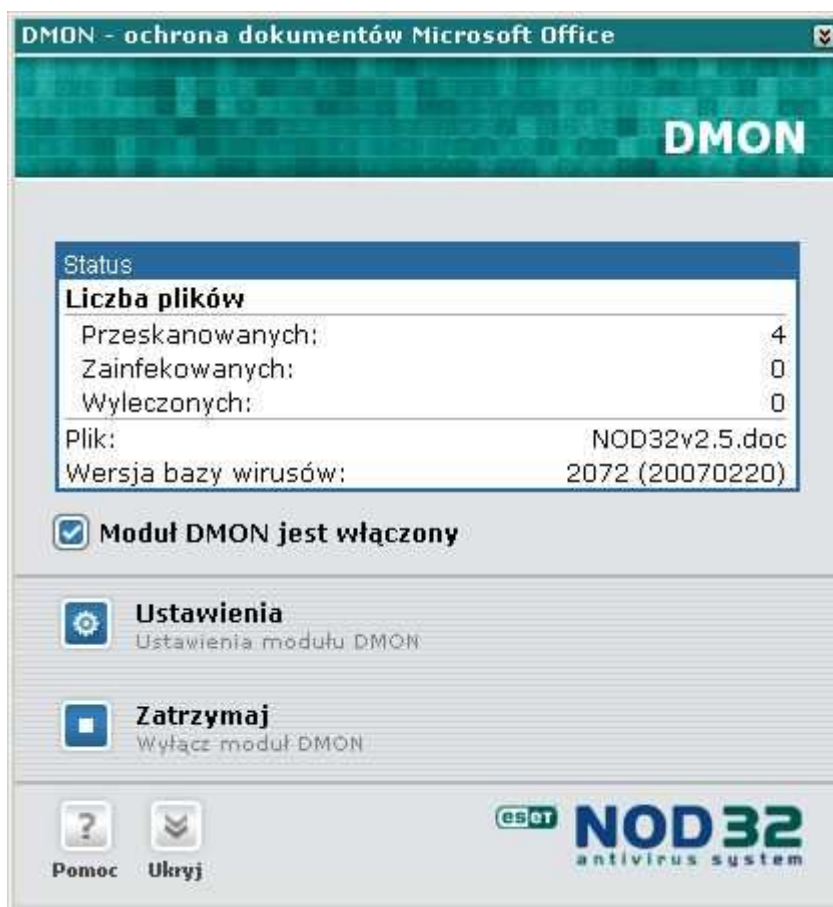 DMON - ochrona dokumentów Microsoft Office
DMON
Status
Liczba plików
Przeskanowanych: 4
Zainfekowanych: 0
Wyleczonych: 0
Plik: NOD32v2.5.doc
Wersja bazy wirusów: 2072 (20070220)
Moduł DMON jest włączony
Ustawienia
Ustawienia modułu DMON
Zatrzymaj
Wyłącz moduł DMON
? 
Pomoc Ukryj
eseT NOD32
antivirus system